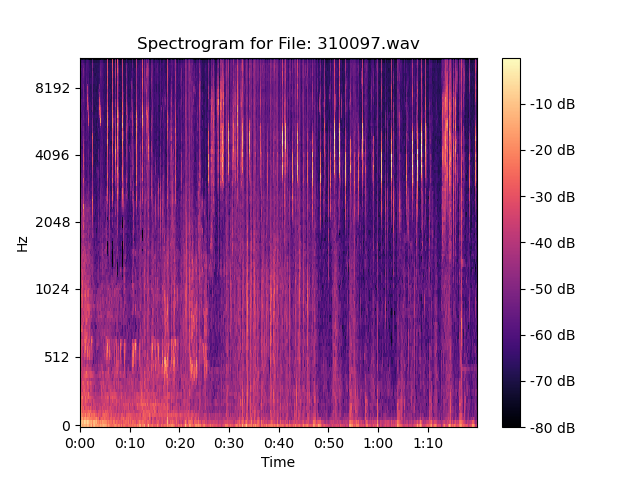 Spectrogram for File: 310097.wav
8192
4096
2048
1024
512
0
Hz
0:00 0:10 0:20 0:30 0:40 0:50 1:00 1:10
Time
-10 dB
-20 dB
-30 dB
-40 dB
-50 dB
-60 dB
-70 dB
-80 dB